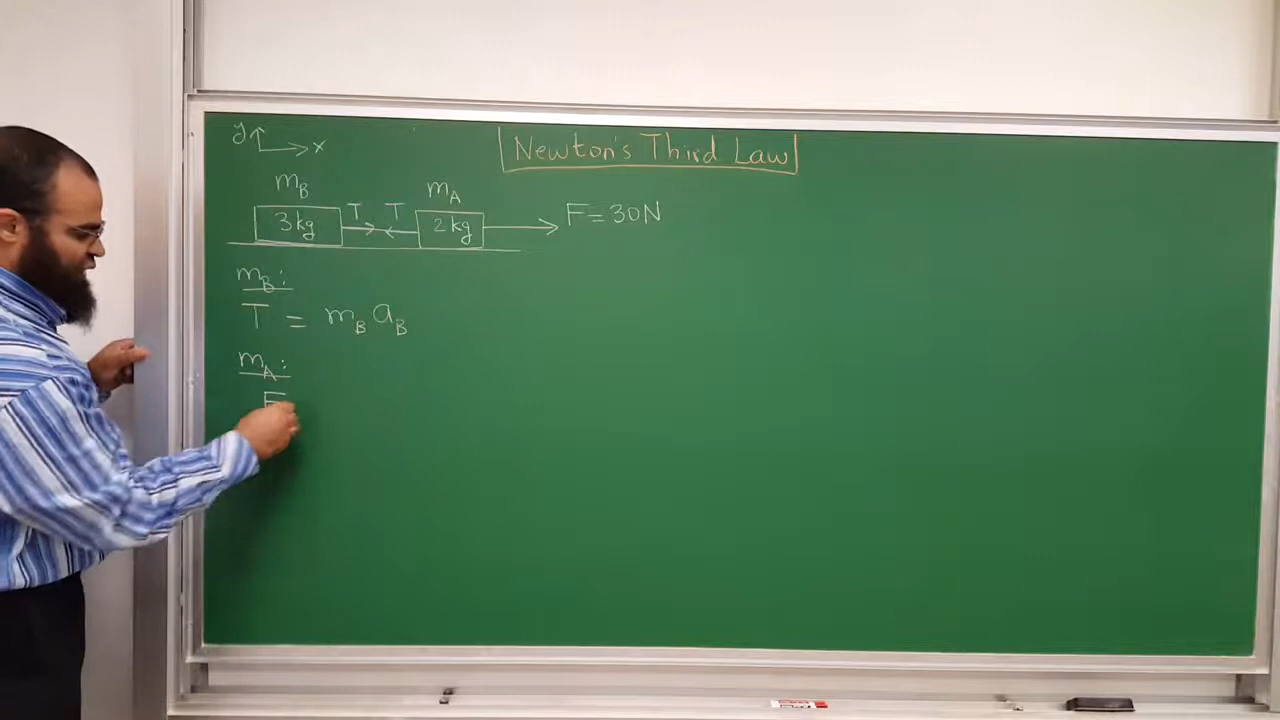 Newton's Third Law
y
x
m_B m_A
3kg T T 2kg F=30N
m_B:
T = m_B a_B
m_A:
F